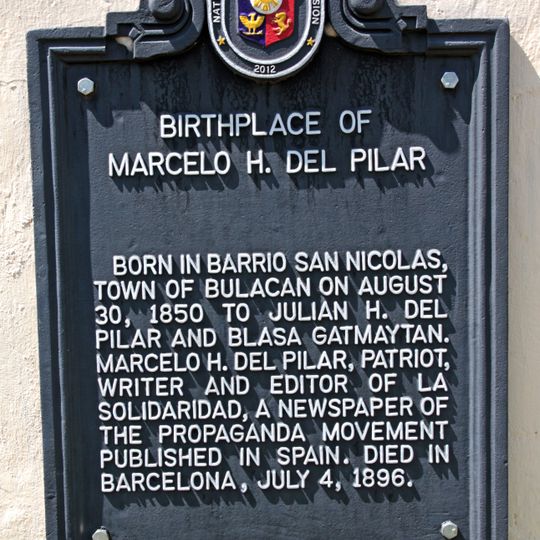 2012
BIRTHPLACE OF
MARCELO H. DEL PILAR
BORN IN BARRIO SAN NICOLAS,
TOWN OF BULACAN ON AUGUST
30, 1850 TO JULIAN H. DEL
PILAR AND BLASA GATMAYTAN.
MARCELO H. DEL PILAR, PATRIOT,
WRITER AND EDITOR OF LA
SOLIDARIDAD, A NEWSPAPER OF
THE PROPAGANDA MOVEMENT
PUBLISHED IN SPAIN. DIED IN
BARCELONA, JULY 4, 1896.